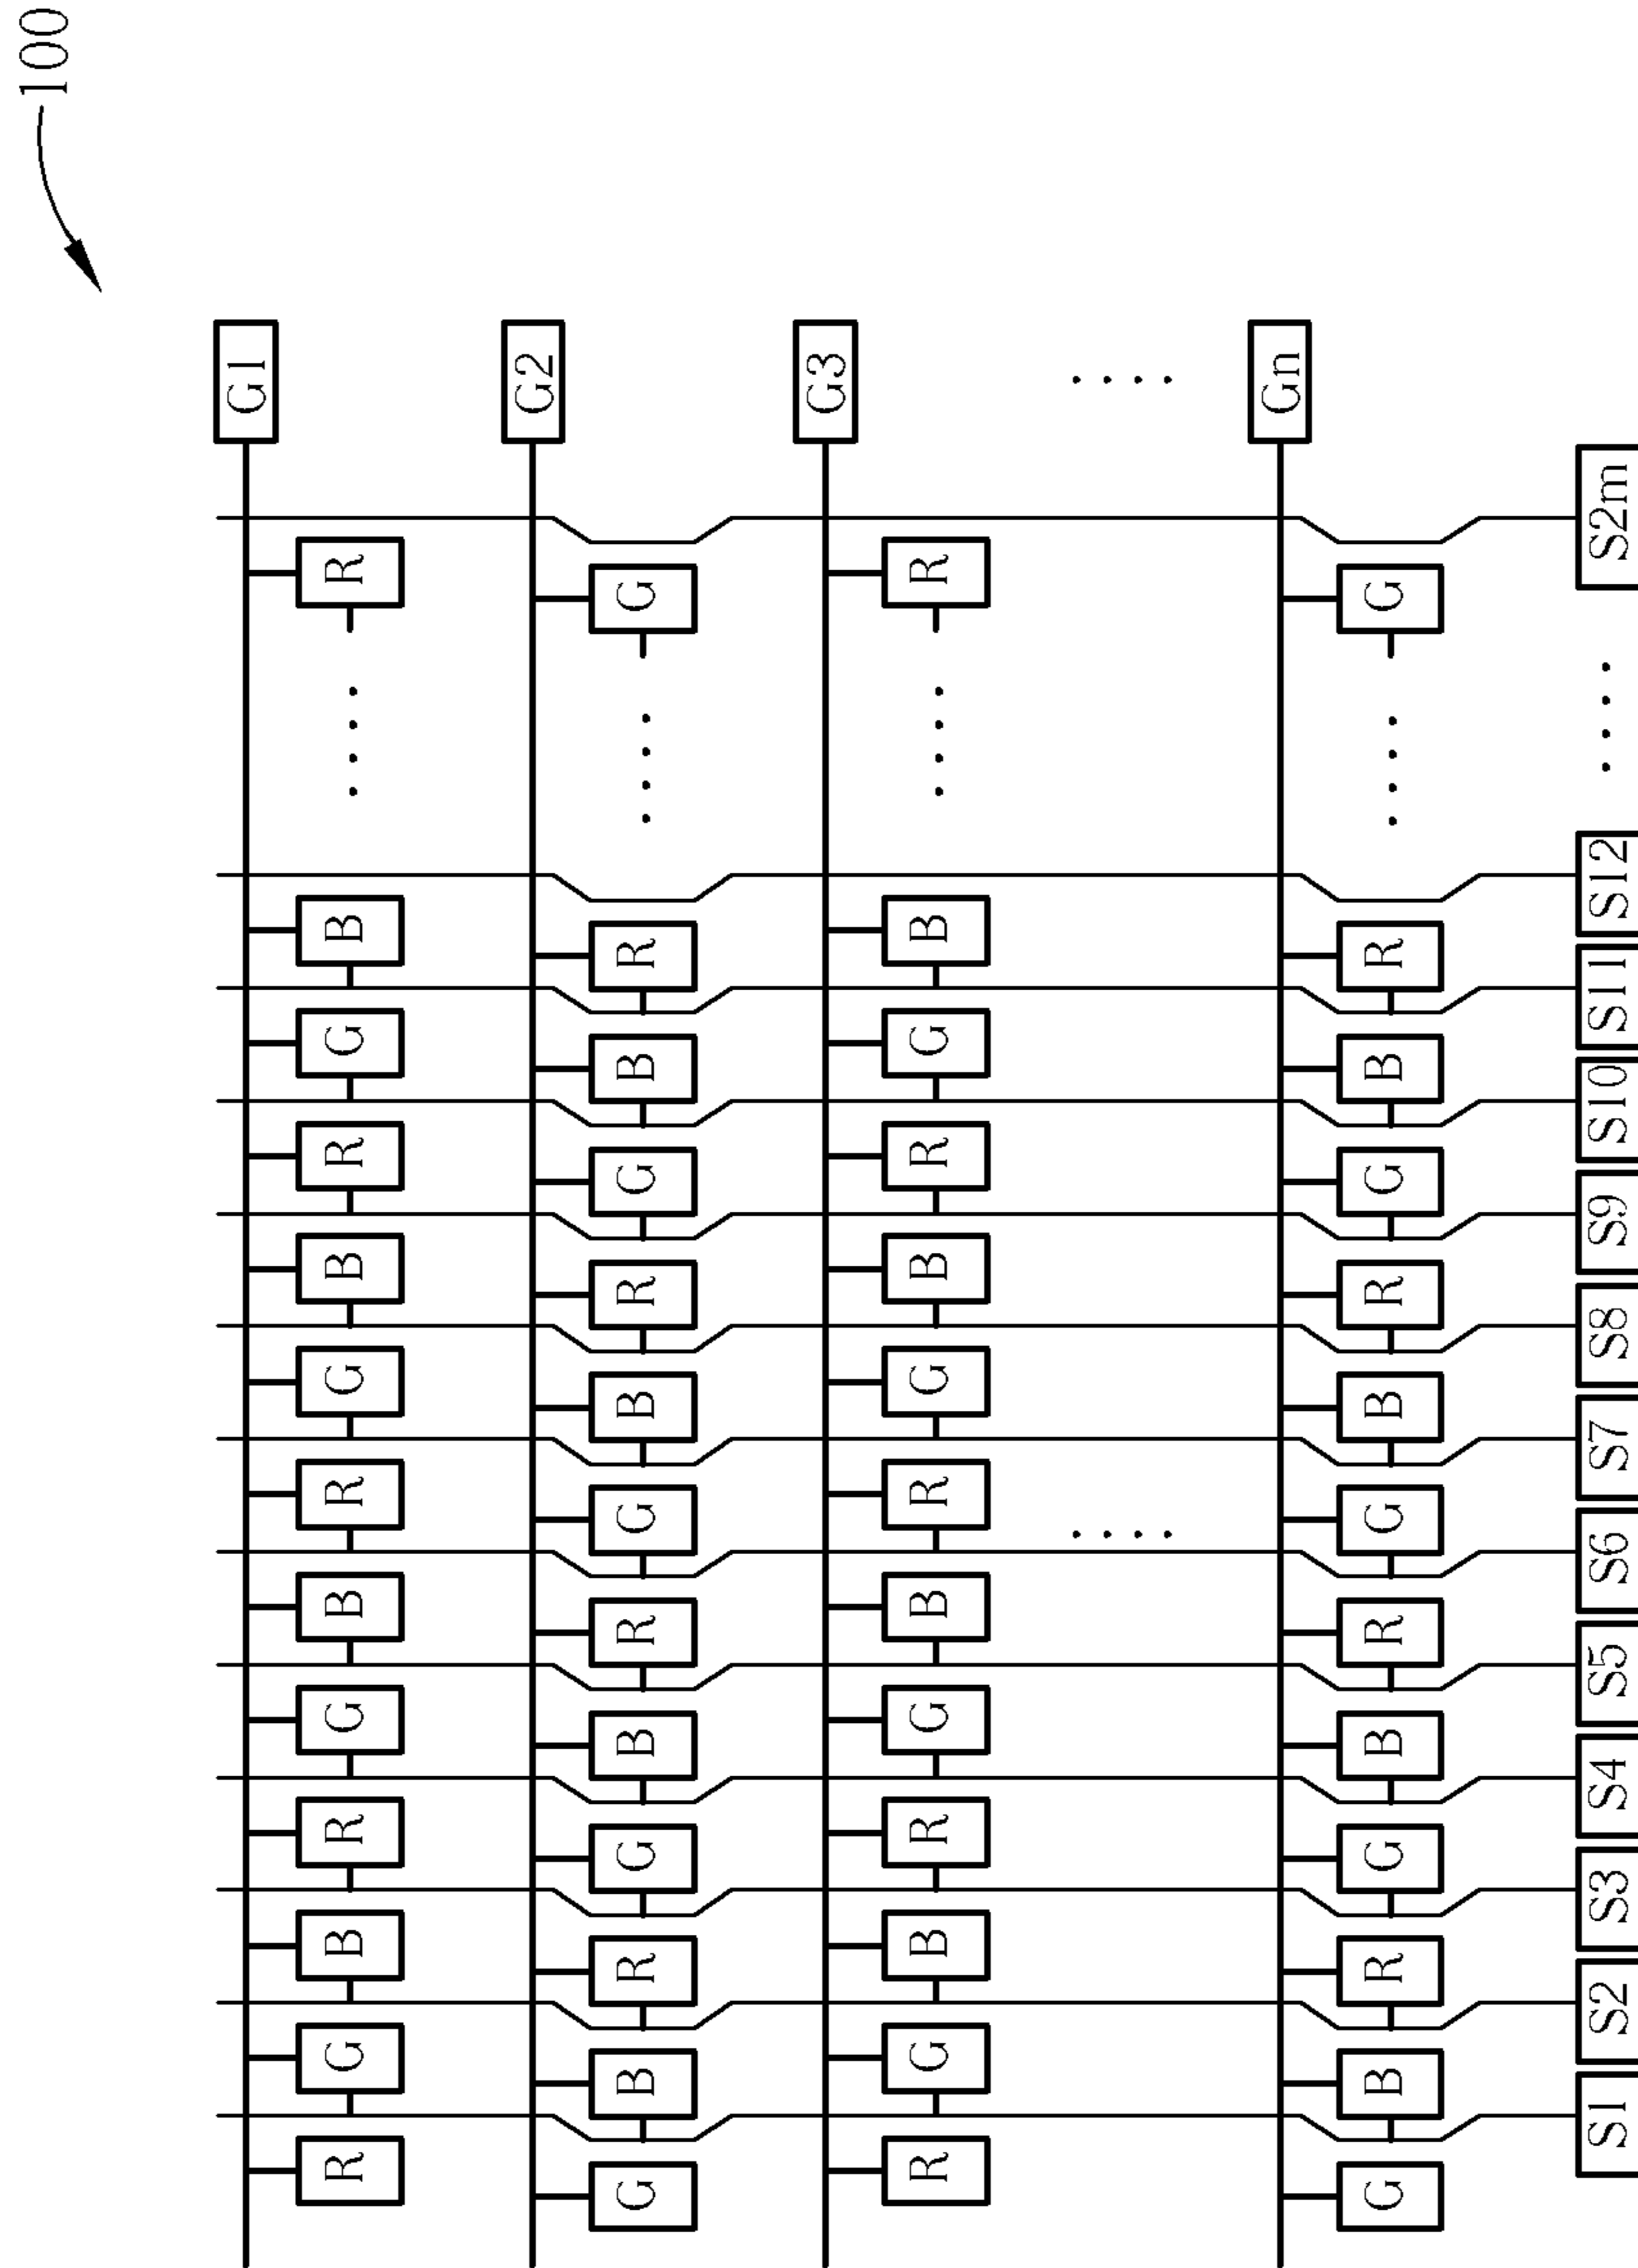 100
G1
R G B R G B R G B R G B .... R
G2
G B R G B R G B R G B R .... G
G3
R G B R G B R G B R G B .... R
.... ....
Gn
G B R G B R G B R G B R .... G
S1 S2 S3 S4 S5 S6 S7 S8 S9 S10 S11 S12 .... S2m